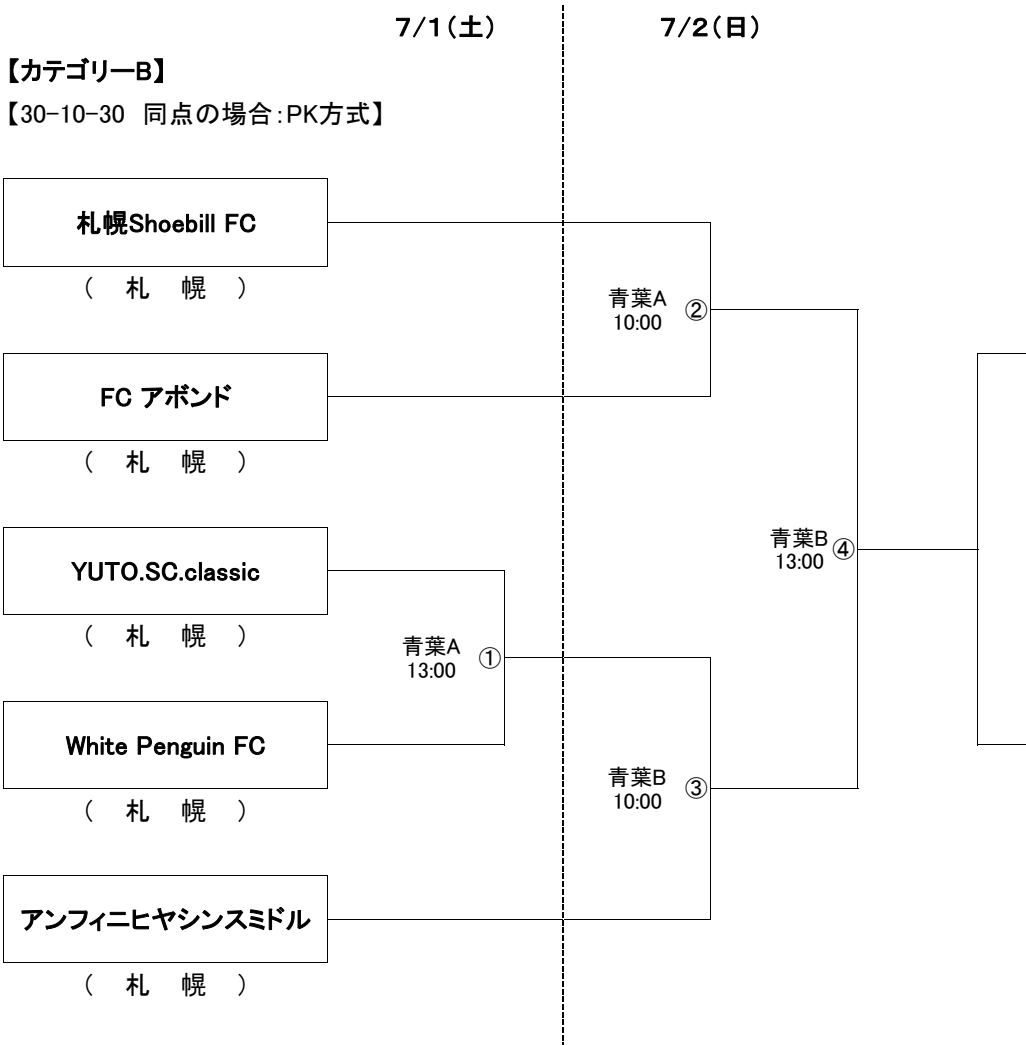 7/1(土)
7/2(日)
【カテゴリーB】
【30-10-30 同点の場合:PK方式】
札幌Shoebill FC
( 札 幌 )
青葉A
10:00
②
FC アボンド
( 札 幌 )
青葉B
13:00
④
YUTO.SC.classic
( 札 幌 )
青葉A
13:00
①
White Penguin FC
( 札 幌 )
青葉B
10:00
③
アンフィニヒヤシンスミドル
( 札 幌 )